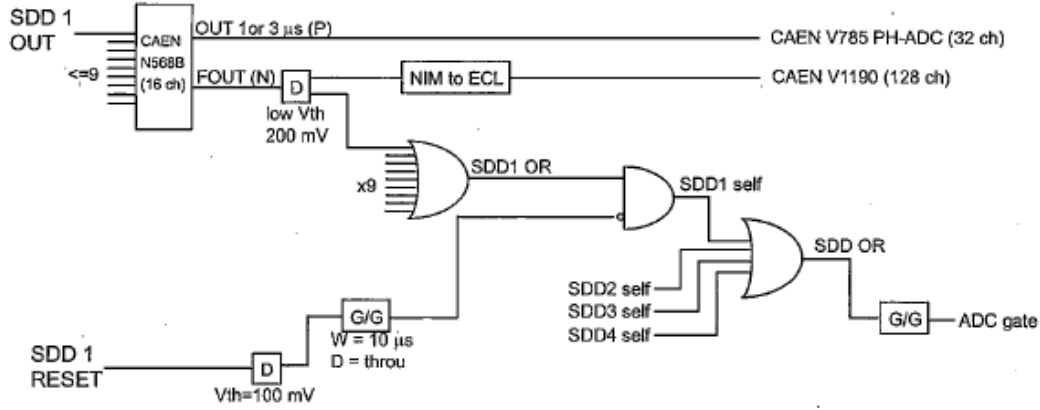 SDD 1
OUT
<=9
CAEN
N568B
(16 ch)
OUT 1or 3 μs (P)
CAEN V785 PH-ADC (32 ch)
FOUT (N)
D
low Vth
200 mV
NIM to ECL
CAEN V1190 (128 ch)
x9
SDD1 OR
SDD1 self
SDD2 self
SDD3 self
SDD4 self
SDD OR
G/G
ADC gate
G/G
W = 10 μs
D = throu
SDD 1
RESET
D
Vth=100 mV